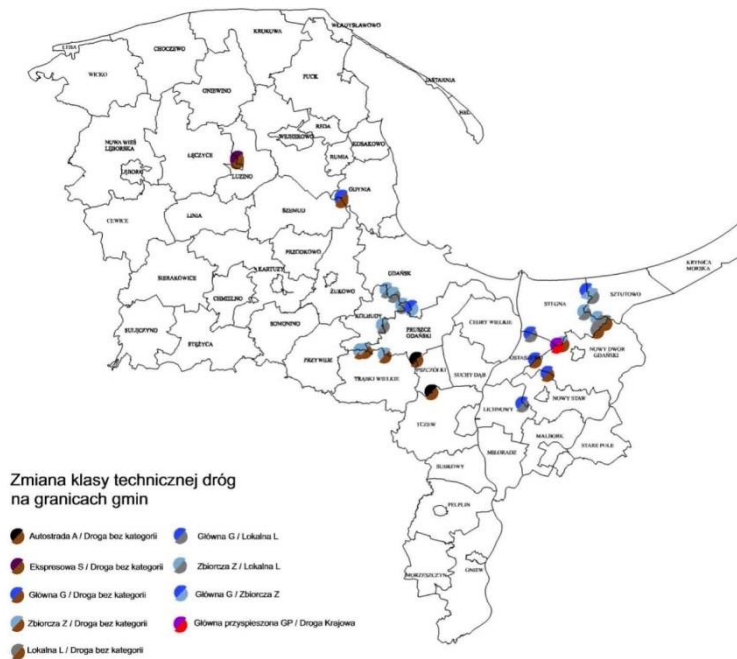 WŁADYSŁAWOWO
KROKOWA
ŁEBA
CHOCZEWO
WICKO
PUCK
JASTARNIA
GNIEWINO
HEL
REDA
WEJHEROWO
KOSAKOWO
NOWA WIEŚ
LĘBORSKA
ŁĘCZYCE
RUMIA
LĘBORK
LUZINO
GDYNIA
LINIA
SZEMUD
CEWICE
PRZODKOWO
GDAŃSK
KRYNICA
MORSKA
SIERAKOWICE
KARTUZY
ŻUKOWO
CHMIELNO
STEGNA
SZTUTOWO
KOLBUDY
SULĘCZYNO
SOMONINO
PRUSZCZ
GDAŃSKI
CEDRY WIELKIE
STĘŻYCA
NOWY DWÓR
GDAŃSKI
PRZYWIDZ
PSZCZÓŁKI
SUCHY DĄB
TRĄBKI WIELKIE
NOWY STAW
LICHNOWY
TCZEW
MALBORK
STARE POLE
MIŁORADZ
SUBKOWY
Zmiana klasy technicznej dróg
na granicach gmin
PELPLIN
Autostrada A / Droga bez kategorii
Główna G / Lokalna L
Ekspresowa S / Droga bez kategorii
Zbiorcza Z / Lokalna L
GNIEW
MORZESZCZYN
Główna G / Droga bez kategorii
Główna G / Zbiorcza Z
Zbiorcza Z / Droga bez kategorii
Główna przyspieszona GP / Droga Krajowa
Lokalna L / Droga bez kategorii